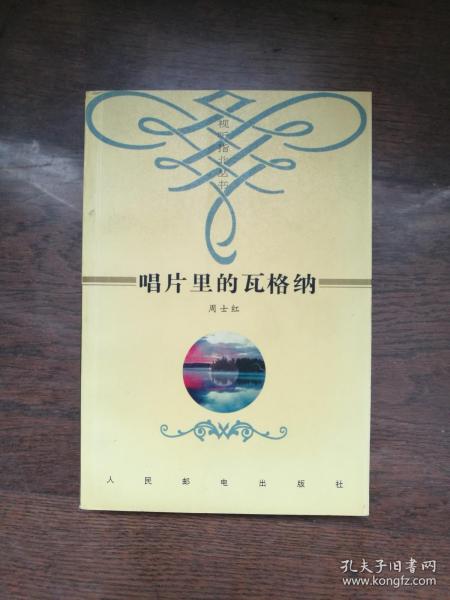 视听指北丛书
唱片里的瓦格纳
周士红
人民邮电出版社
孔夫子旧书网
www.kongfz.com